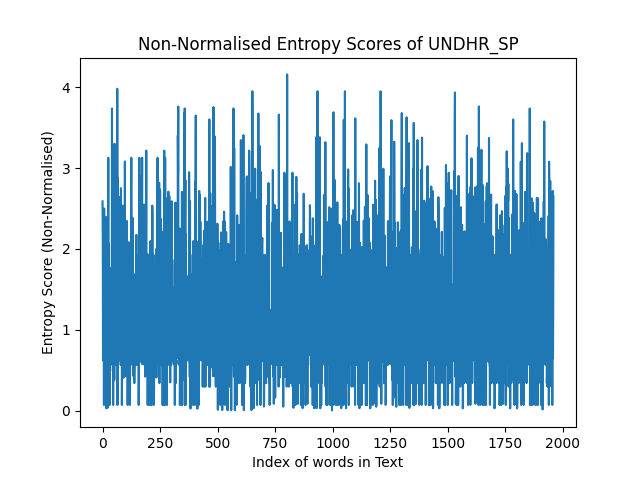 Non-Normalised Entropy Scores of UNDHR_SP
Entropy Score (Non-Normalised)
4
3
2
1
0
0 250 500 750 1000 1250 1500 1750 2000
Index of words in Text